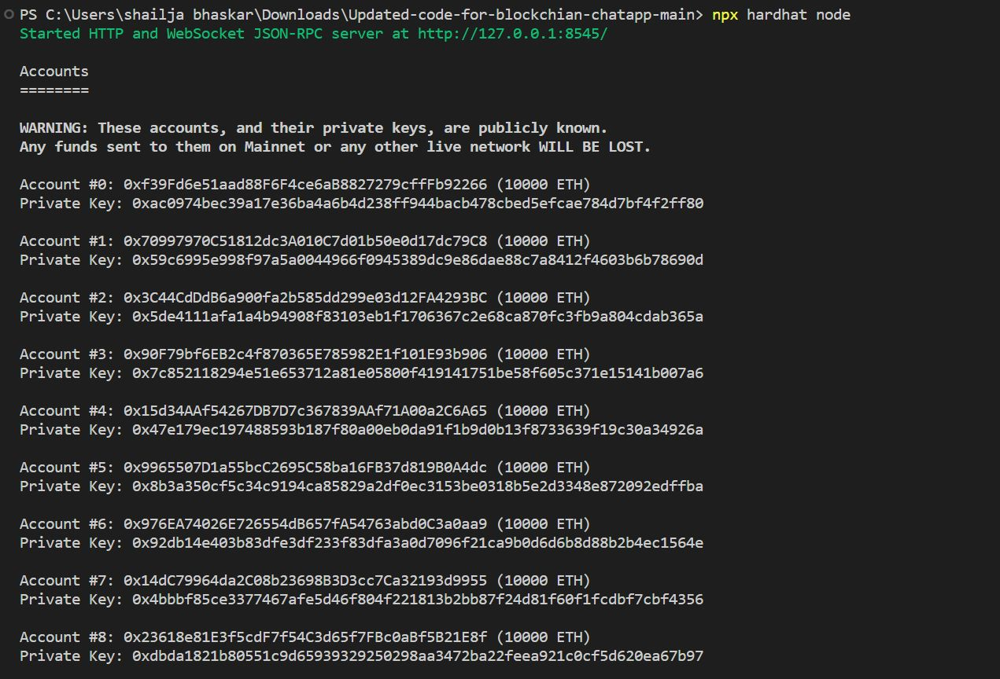 PS C:\Users\shailja bhaskar\Downloads\Updated-code-for-blockchian-chatapp-main> npx hardhat node
Started HTTP and WebSocket JSON-RPC server at http://127.0.0.1:8545/
Accounts
========
WARNING: These accounts, and their private keys, are publicly known.
Any funds sent to them on Mainnet or any other live network WILL BE LOST.
Account #0: 0xf39Fd6e51aad88F6F4ce6aB8827279cffFb92266 (10000 ETH)
Private Key: 0xac0974bec39a17e36ba4a6b4d238ff944bacb478cbed5efcae784d7bf4f2ff80
Account #1: 0x70997970C51812dc3A010C7d01b50e0d17dc79C8 (10000 ETH)
Private Key: 0x59c6995e998f97a5a0044966f0945389dc9e86dae88c7a8412f4603b6b78690d
Account #2: 0x3C44CdDdB6a900fa2b585dd299e03d12FA4293BC (10000 ETH)
Private Key: 0x5de4111afa1a4b94908f83103eb1f1706367c2e68ca870fc3fb9a804cdab365a
Account #3: 0x90F79bf6EB2c4f870365E785982E1f101E93b906 (10000 ETH)
Private Key: 0x7c852118294e51e653712a81e05800f419141751be58f605c371e15141b007a6
Account #4: 0x15d34AAf54267DB7D7c367839AAf71A00a2C6A65 (10000 ETH)
Private Key: 0x47e179ec197488593b187f80a00eb0da91f1b9d0b13f8733639f19c30a34926a
Account #5: 0x9965507D1a55bcC2695C58ba16FB37d819B0A4dc (10000 ETH)
Private Key: 0x8b3a350cf5c34c9194ca85829a2df0ec3153be0318b5e2d3348e872092edffba
Account #6: 0x976EA74026E726554dB657fA54763abd0C3a0aa9 (10000 ETH)
Private Key: 0x92db14e403b83dfe3df233f83dfa3a0d7096f21ca9b0d6d6b8d88b2b4ec1564e
Account #7: 0x14dC79964da2C08b23698B3D3cc7Ca32193d9955 (10000 ETH)
Private Key: 0x4bbbf85ce3377467afe5d46f804f221813b2bb87f24d81f60f1fcdbf7cbf4356
Account #8: 0x23618e81E3f5cdF7f54C3d65f7FBc0aBf5B21E8f (10000 ETH)
Private Key: 0xdbda1821b80551c9d65939329250298aa3472ba22feea921c0cf5d620ea67b97